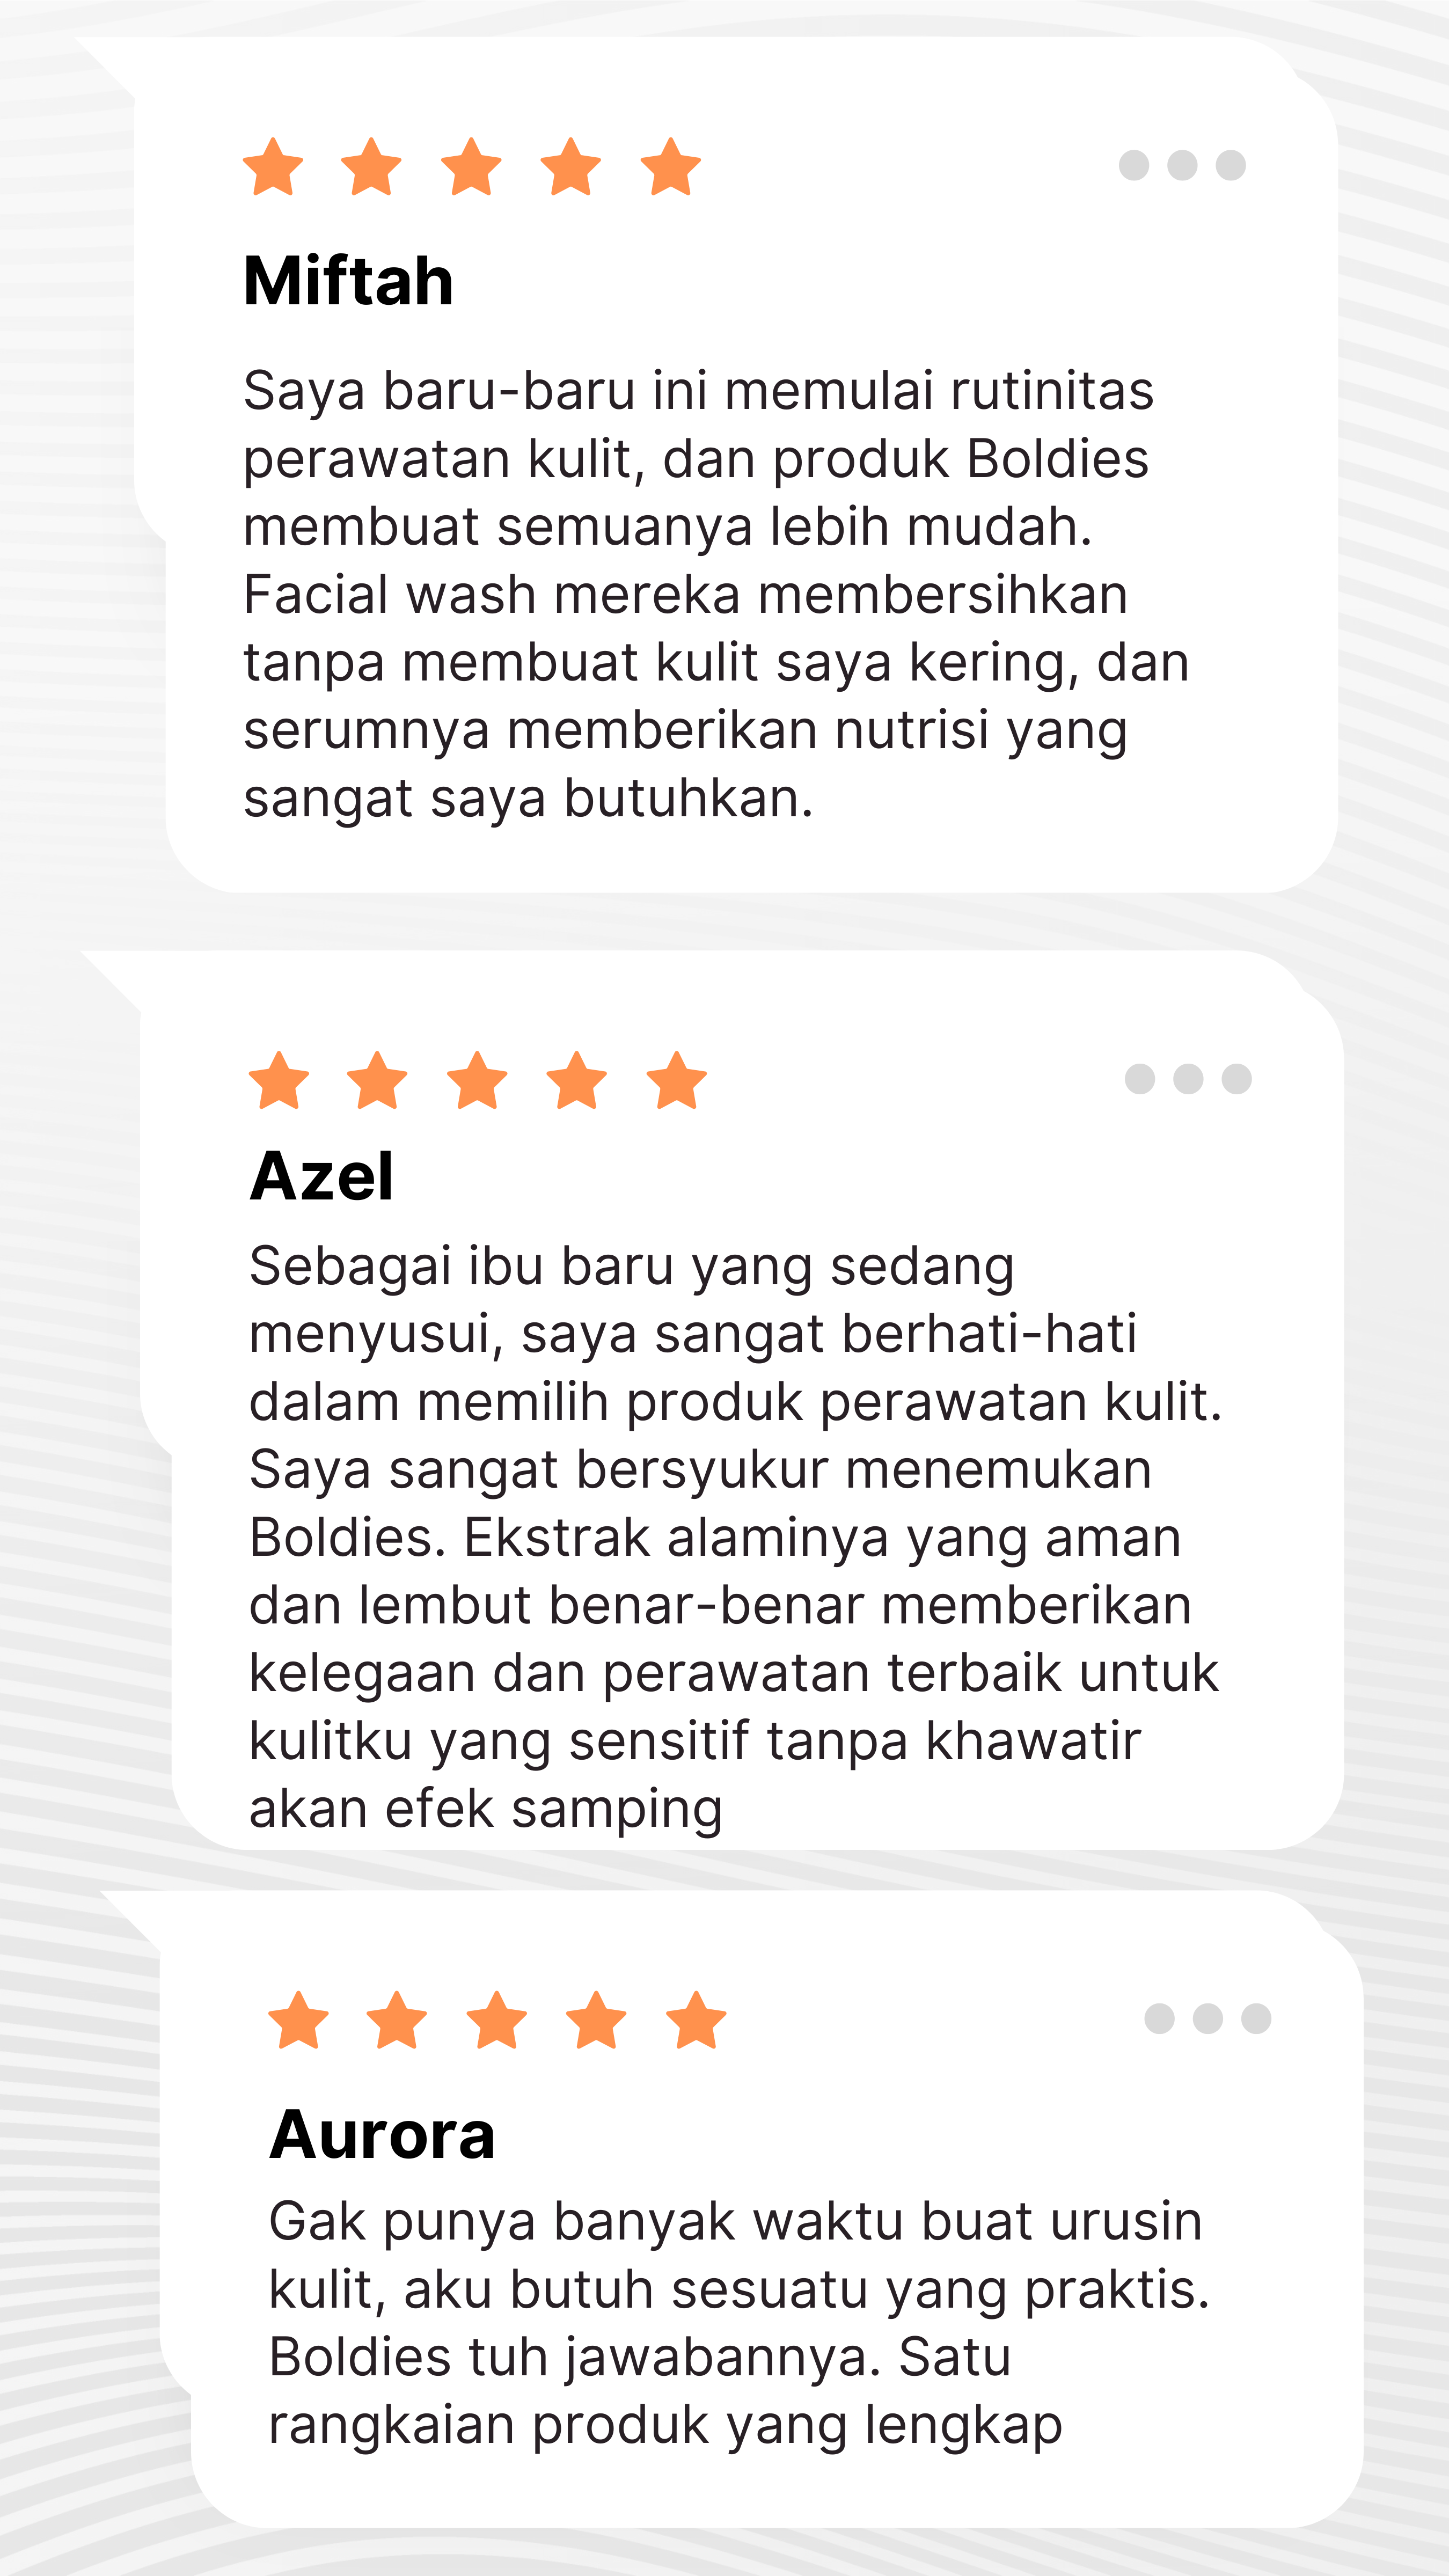 Miftah
Saya baru-baru ini memulai rutinitas
perawatan kulit, dan produk Boldies
membuat semuanya lebih mudah.
Facial wash mereka membersihkan
tanpa membuat kulit saya kering, dan
serumnya memberikan nutrisi yang
sangat saya butuhkan.
Azel
Sebagai ibu baru yang sedang
menyusui, saya sangat berhati-hati
dalam memilih produk perawatan kulit.
Saya sangat bersyukur menemukan
Boldies. Ekstrak alaminya yang aman
dan lembut benar-benar memberikan
kelegaan dan perawatan terbaik untuk
kulitku yang sensitif tanpa khawatir
akan efek samping
Aurora
Gak punya banyak waktu buat urusin
kulit, aku butuh sesuatu yang praktis.
Boldies tuh jawabannya. Satu
rangkaian produk yang lengkap